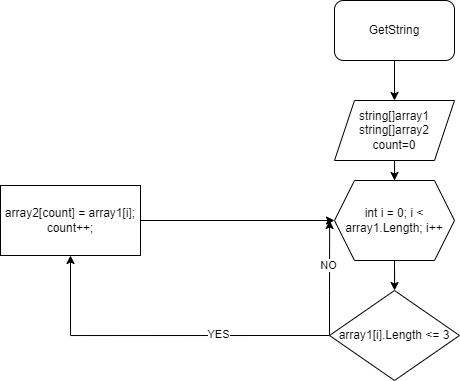 GetString
string[]array1
string[]array2
count=0
array2[count] = array1[i];
count++;
int i = 0; i <
array1.Length; i++
NO
YES
array1[i].Length <= 3